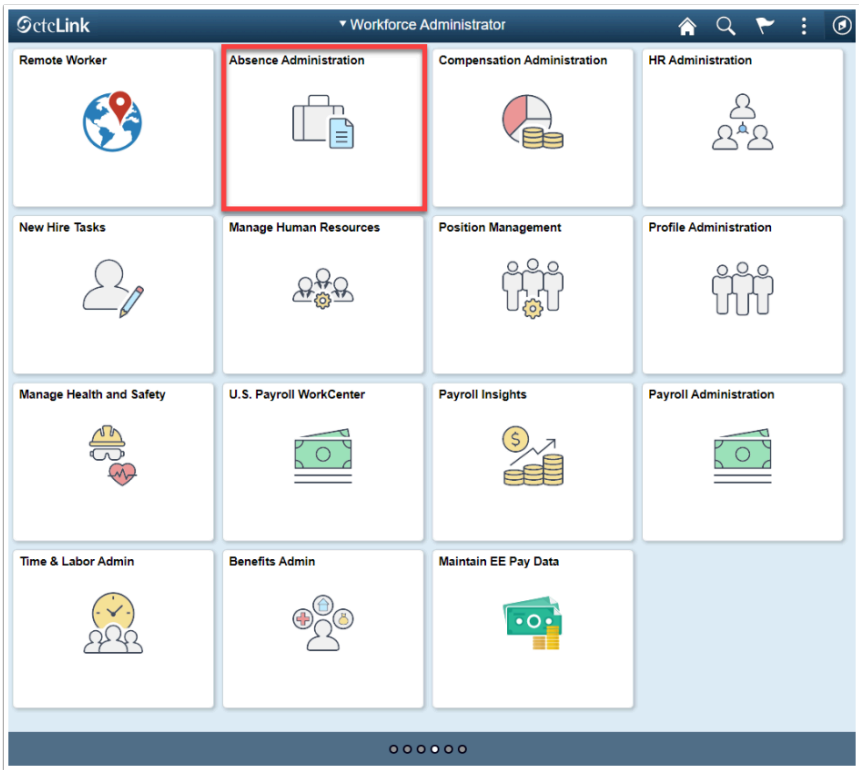 ctcLink
Workforce Administrator
Remote Worker
Absence Administration
Compensation Administration
HR Administration
New Hire Tasks
Manage Human Resources
Position Management
Profile Administration
Manage Health and Safety
U.S. Payroll WorkCenter
Payroll Insights
Payroll Administration
Time & Labor Admin
Benefits Admin
Maintain EE Pay Data